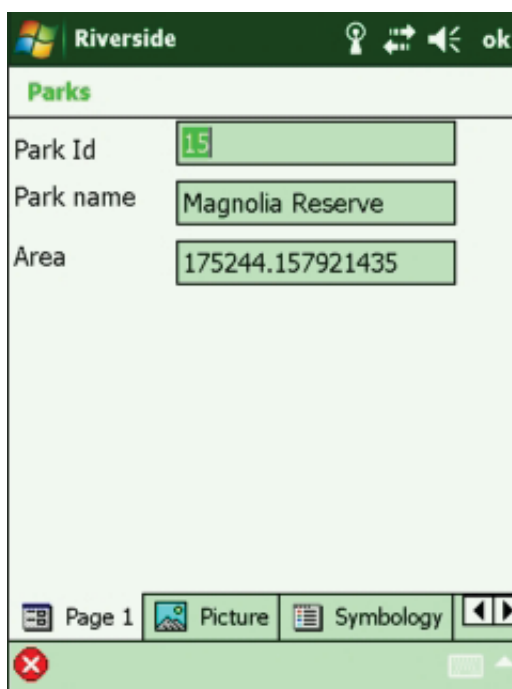 Riverside ok
Parks
Park Id 15
Park name Magnolia Reserve
Area 175244.157921435
Page 1 Picture Symbology